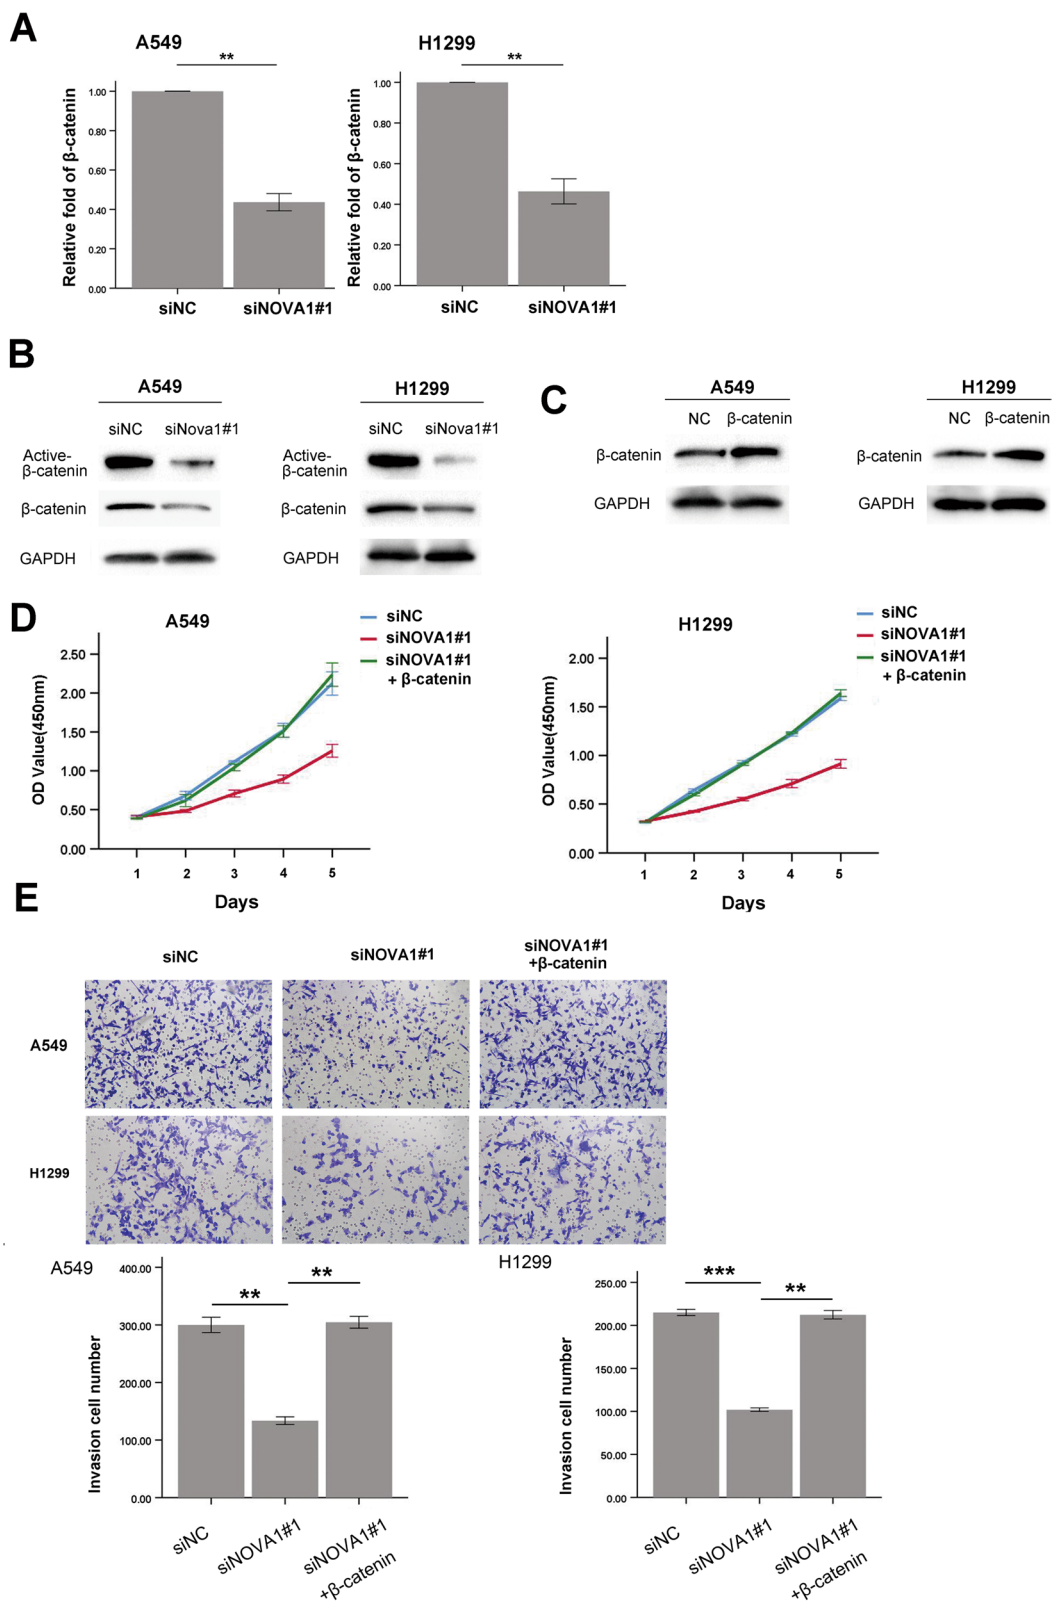 A
A549
**
Relative fold of β-catenin
1.00
0.80
0.60
0.40
0.20
0.00
siNC
siNOVA1#1
H1299
**
Relative fold of β-catenin
1.00
0.80
0.60
0.40
0.20
0.00
siNC
siNOVA1#1
B
A549
siNC
siNova1#1
Active-
β-catenin
β-catenin
GAPDH
H1299
siNC
siNova1#1
Active-
β-catenin
β-catenin
GAPDH
C
A549
NC
β-catenin
β-catenin
GAPDH
H1299
NC
β-catenin
β-catenin
GAPDH
D
A549
siNC
siNOVA1#1
siNOVA1#1
+ β-catenin
OD Value(450nm)
2.50
2.00
1.50
1.00
0.50
0.00
1
2
3
4
5
Days
H1299
siNC
siNOVA1#1
siNOVA1#1
+ β-catenin
OD Value(450nm)
2.00
1.50
1.00
0.50
0.00
1
2
3
4
5
Days
E
siNC
siNOVA1#1
siNOVA1#1
+β-catenin
A549
H1299
A549
**
**
Invasion cell number
400.00
300.00
200.00
100.00
0.00
siNC
siNOVA1#1
siNOVA1#1
+β-catenin
H1299
***
**
Invasion cell number
250.00
200.00
150.00
100.00
50.00
0.00
siNC
siNOVA1#1
siNOVA1#1
+β-catenin